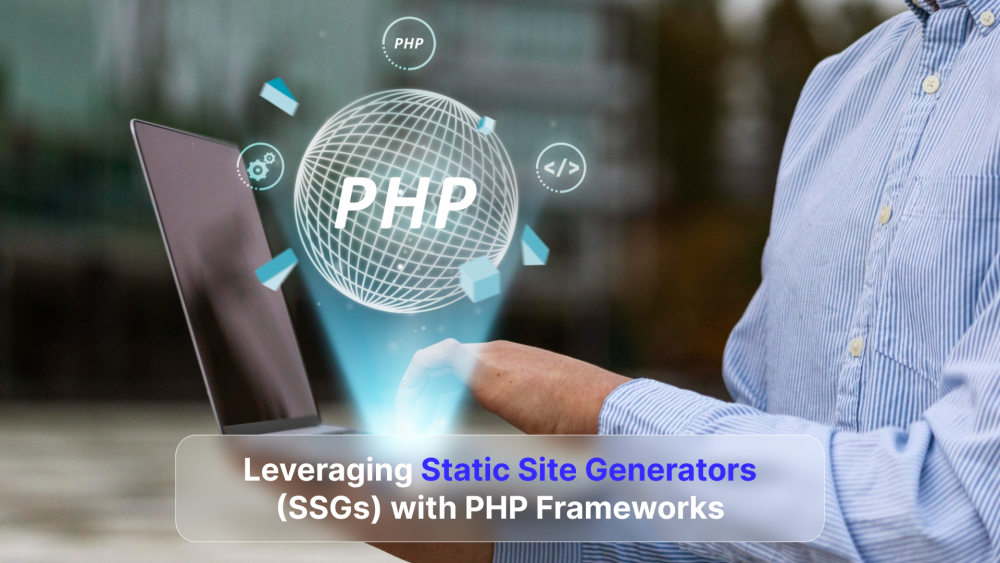 PHP
</>
PHP
Leveraging Static Site Generators
(SSGs) with PHP Frameworks